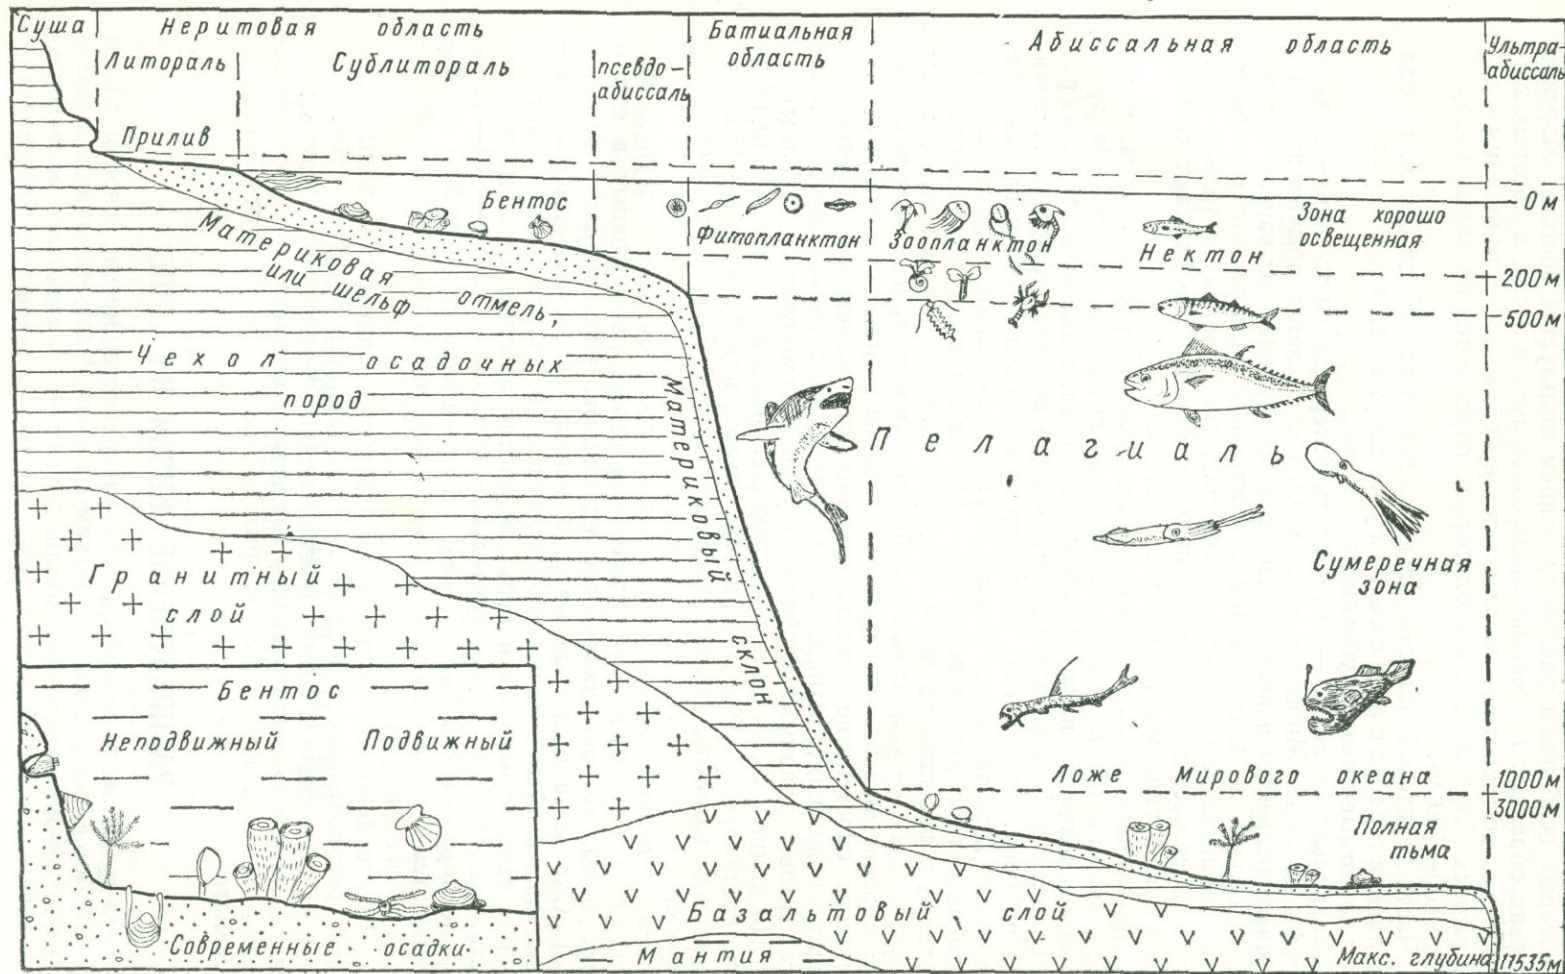 Суша
Неритовая область
Батиальная
область
Абиссальная область
Ультра-
абиссаль
Литораль
Сублитораль
псевдо-
абиссаль
Прилив
Бентос
Фитопланктон
Зоопланктон
Нектон
Зона хорошо
освещенная
0 м
200 м
500 м
Материковая отмель,
или шельф
Чехол осадочных
пород
Материковый склон
Пелагиаль
Сумеречная
зона
Гранитный
слой
Ложе Мирового океана
1000 м
3000 м
Полная
тьма
Бентос
Неподвижный Подвижный
Современные осадки
Базальтовый слой
Мантия
Макс. глубина 11535 м